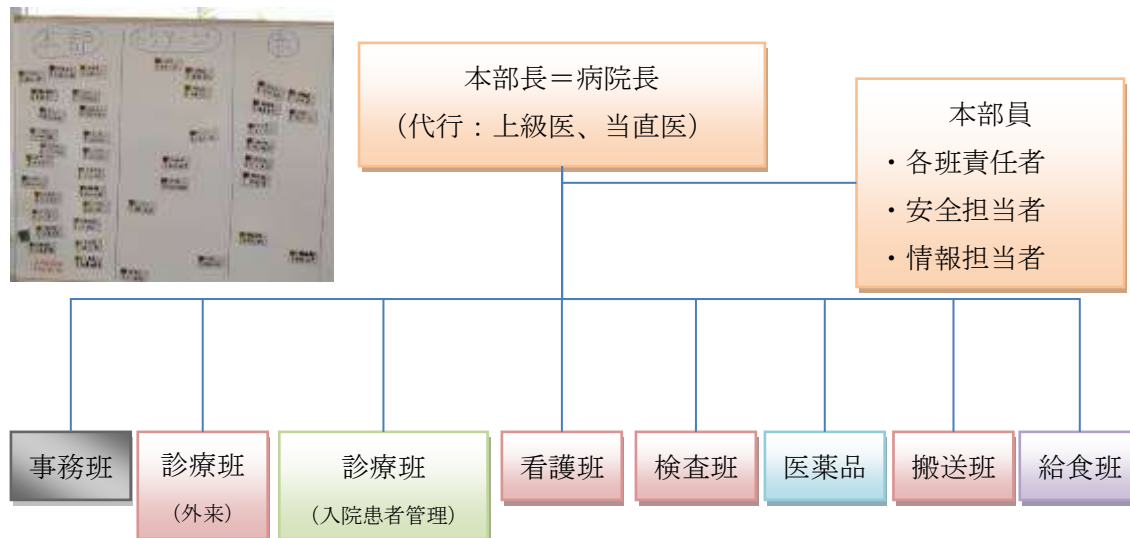 本部
本部長＝病院長
（代行：上級医、当直医）
本部員
・各班責任者
・安全担当者
・情報担当者
事務班
診療班
（外来）
診療班
（入院患者管理）
看護班
検査班
医薬品
搬送班
給食班